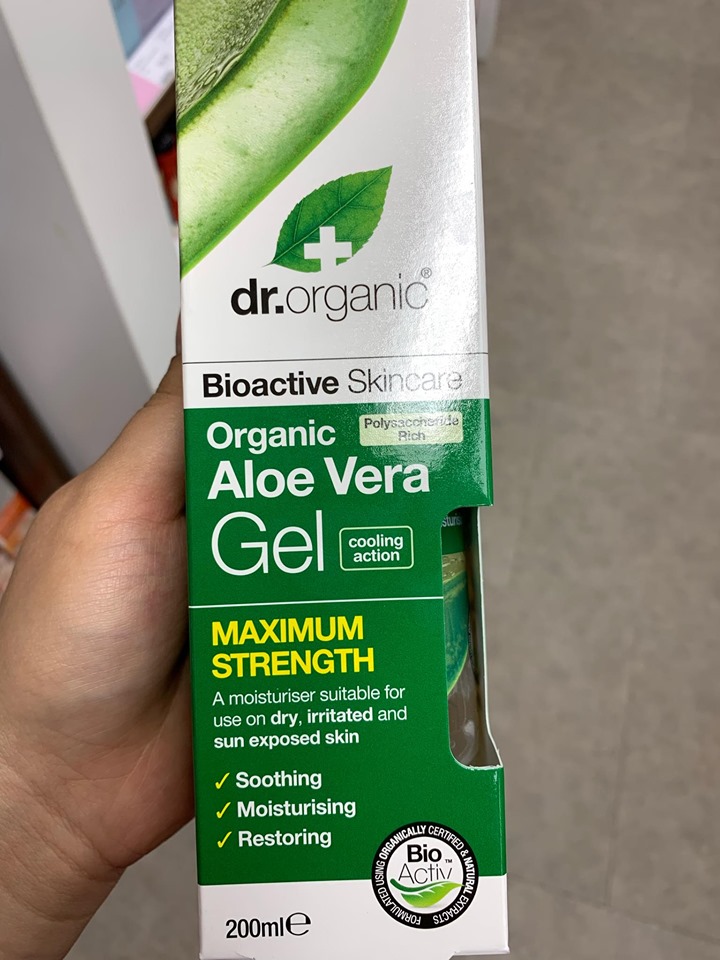 dr.organic®
Bioactive Skincare
Organic
Polysaccharide
Rich
Aloe Vera
Gel
cooling
action
MAXIMUM
STRENGTH
A moisturiser suitable for
use on dry, irritated and
sun exposed skin
✓ Soothing
✓ Moisturising
✓ Restoring
Bio
Activ™
FORMULATED USING ORGANICALLY CERTIFIED & NATURAL EXTRACTS
200ml℮